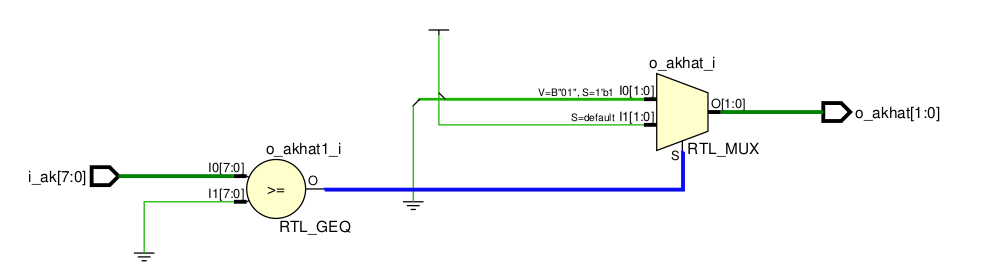 o_akhat_i
V=B"01", S=1'b1 I0[1:0]
O[1:0]
o_akhat[1:0]
S=default I1[1:0]
S
RTL_MUX
o_akhat1_i
i_ak[7:0]
I0[7:0]
O
>=
I1[7:0]
RTL_GEQ